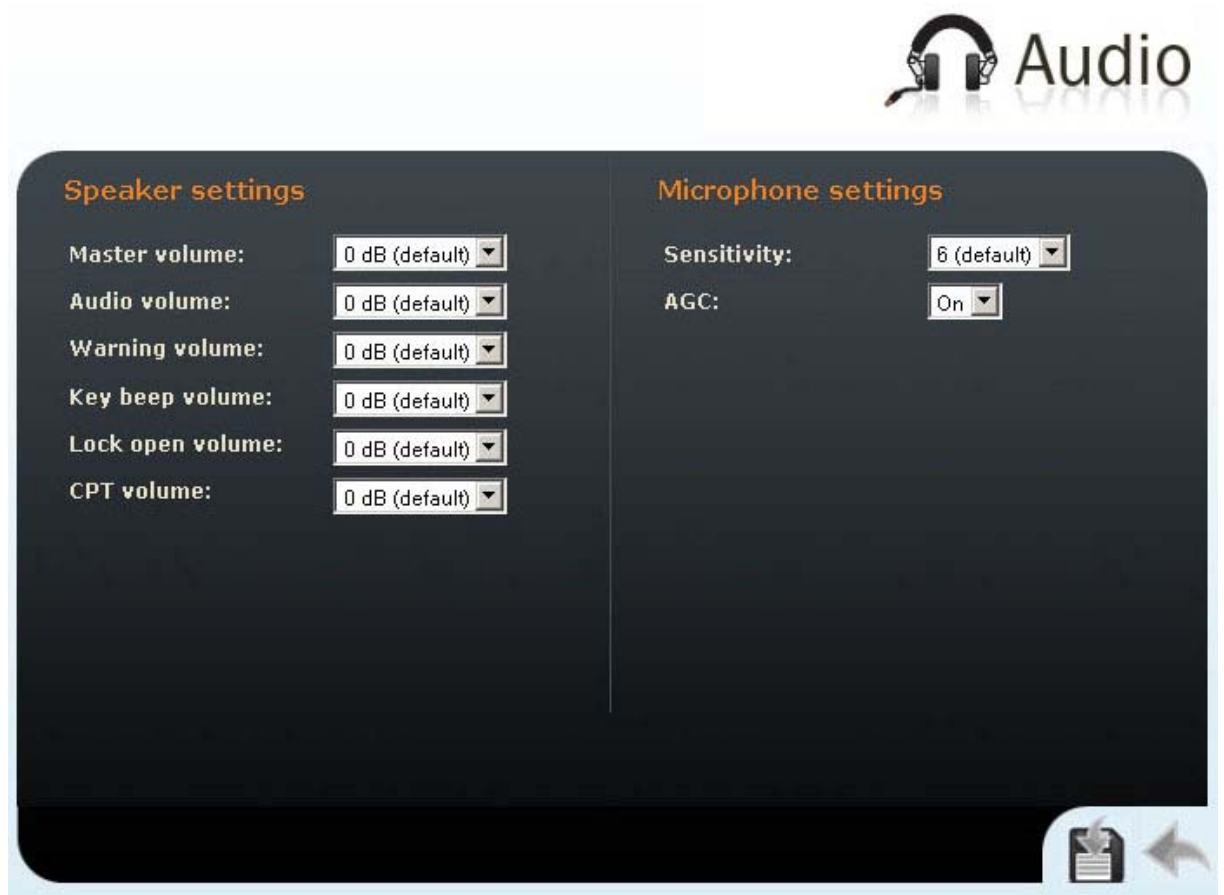 Audio
Speaker settings
Master volume: 0 dB (default)
Audio volume: 0 dB (default)
Warning volume: 0 dB (default)
Key beep volume: 0 dB (default)
Lock open volume: 0 dB (default)
CPT volume: 0 dB (default)
Microphone settings
Sensitivity: 6 (default)
AGC: On